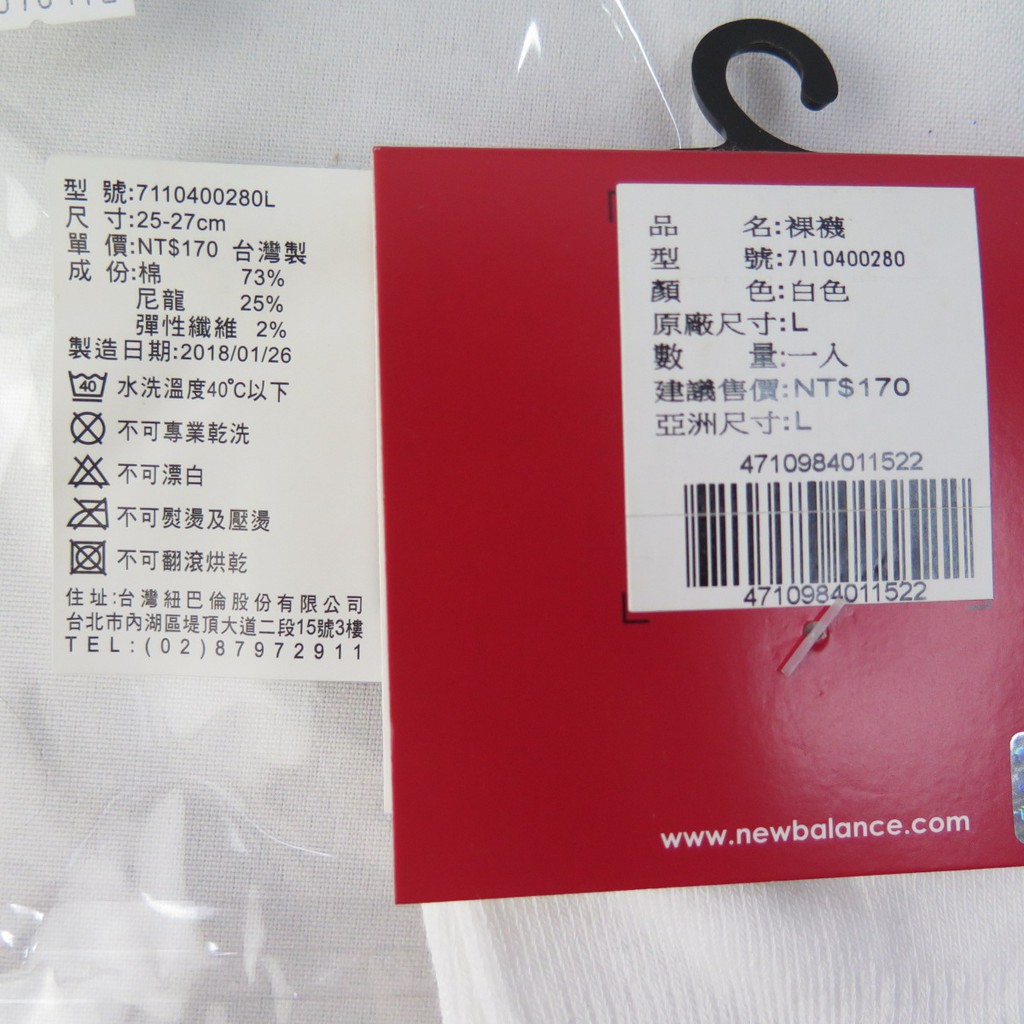 型 號:7110400280L
尺 寸:25-27cm
單 價:NT$170 台灣製
成 份:棉 73%
尼龍 25%
彈性纖維 2%
製造日期:2018/01/26
40 水洗溫度40℃以下
不可專業乾洗
不可漂白
不可熨燙及壓燙
不可翻滾烘乾
住址:台灣紐巴倫股份有限公司
台北市內湖區堤頂大道二段15號3樓
TEL:(02)87972911
品 名:裸襪
型 號:7110400280
顏 色:白色
原廠尺寸:L
數 量:一入
建議售價:NT$170
亞洲尺寸:L
4710984011522
4710984011522
www.newbalance.com